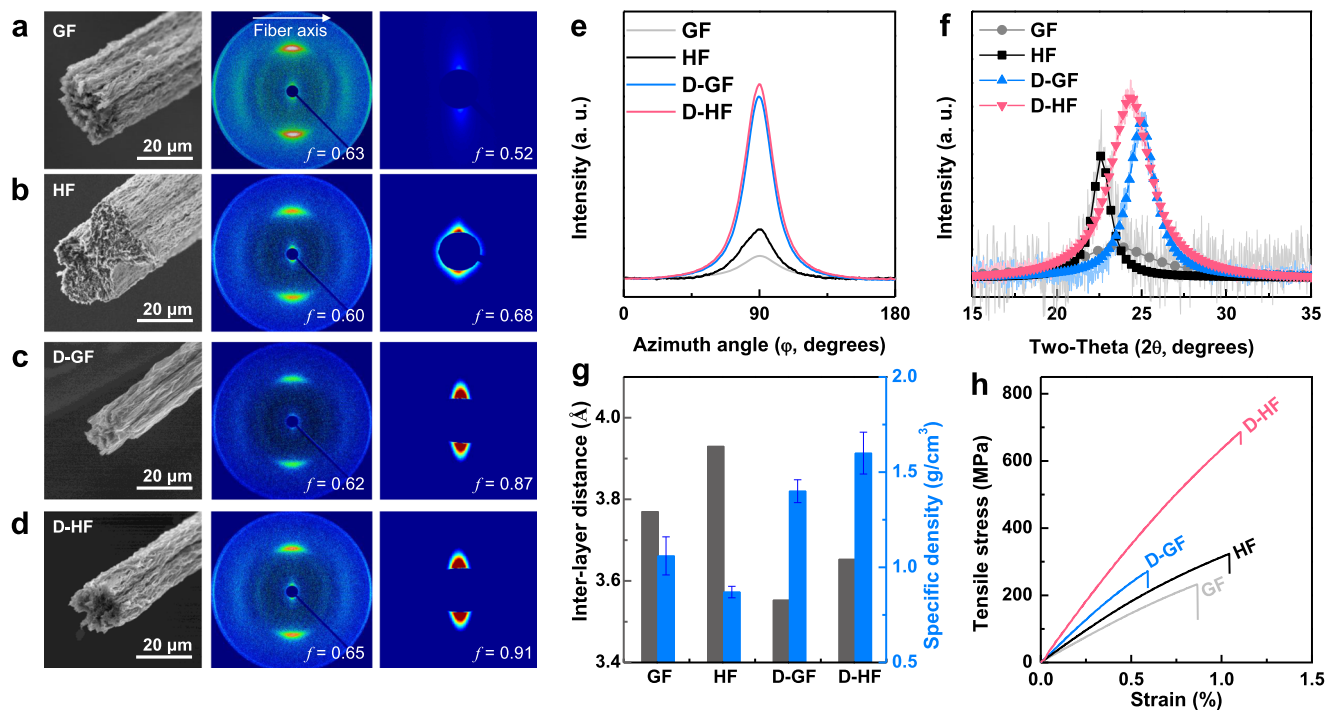 a
GF
20 µm
Fiber axis
f = 0.63
f = 0.52
b
HF
20 µm
f = 0.60
f = 0.68
c
D-GF
20 µm
f = 0.62
f = 0.87
d
D-HF
20 µm
f = 0.65
f = 0.91
e
GF
HF
D-GF
D-HF
Intensity (a. u.)
0 90 180
Azimuth angle (φ, degrees)
f
GF
HF
D-GF
D-HF
Intensity (a. u.)
15 20 25 30 35
Two-Theta (2θ, degrees)
g
Inter-layer distance (Å)
4.0
3.8
3.6
3.4
GF HF D-GF D-HF
2.0
1.5
1.0
0.5
Specific density (g/cm³)
h
Tensile stress (MPa)
800
600
400
200
0
D-HF
D-GF
HF
GF
0.0 0.5 1.0 1.5
Strain (%)